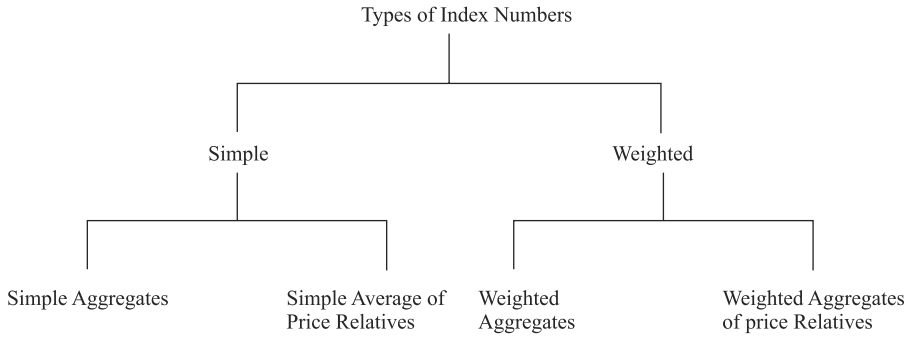 Types of Index Numbers
Simple
Weighted
Simple Aggregates
Simple Average of
Price Relatives
Weighted
Aggregates
Weighted Aggregates
of price Relatives